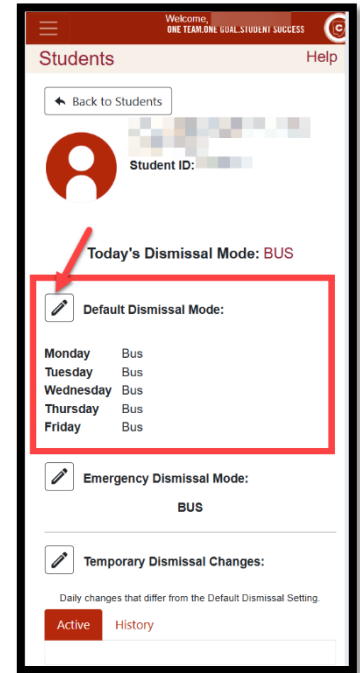 Welcome,
ONE TEAM.ONE GOAL.STUDENT SUCCESS
Students
Help
Back to Students
Student ID:
Today's Dismissal Mode: BUS
Default Dismissal Mode:
Monday Bus
Tuesday Bus
Wednesday Bus
Thursday Bus
Friday Bus
Emergency Dismissal Mode:
BUS
Temporary Dismissal Changes:
Daily changes that differ from the Default Dismissal Setting.
Active History